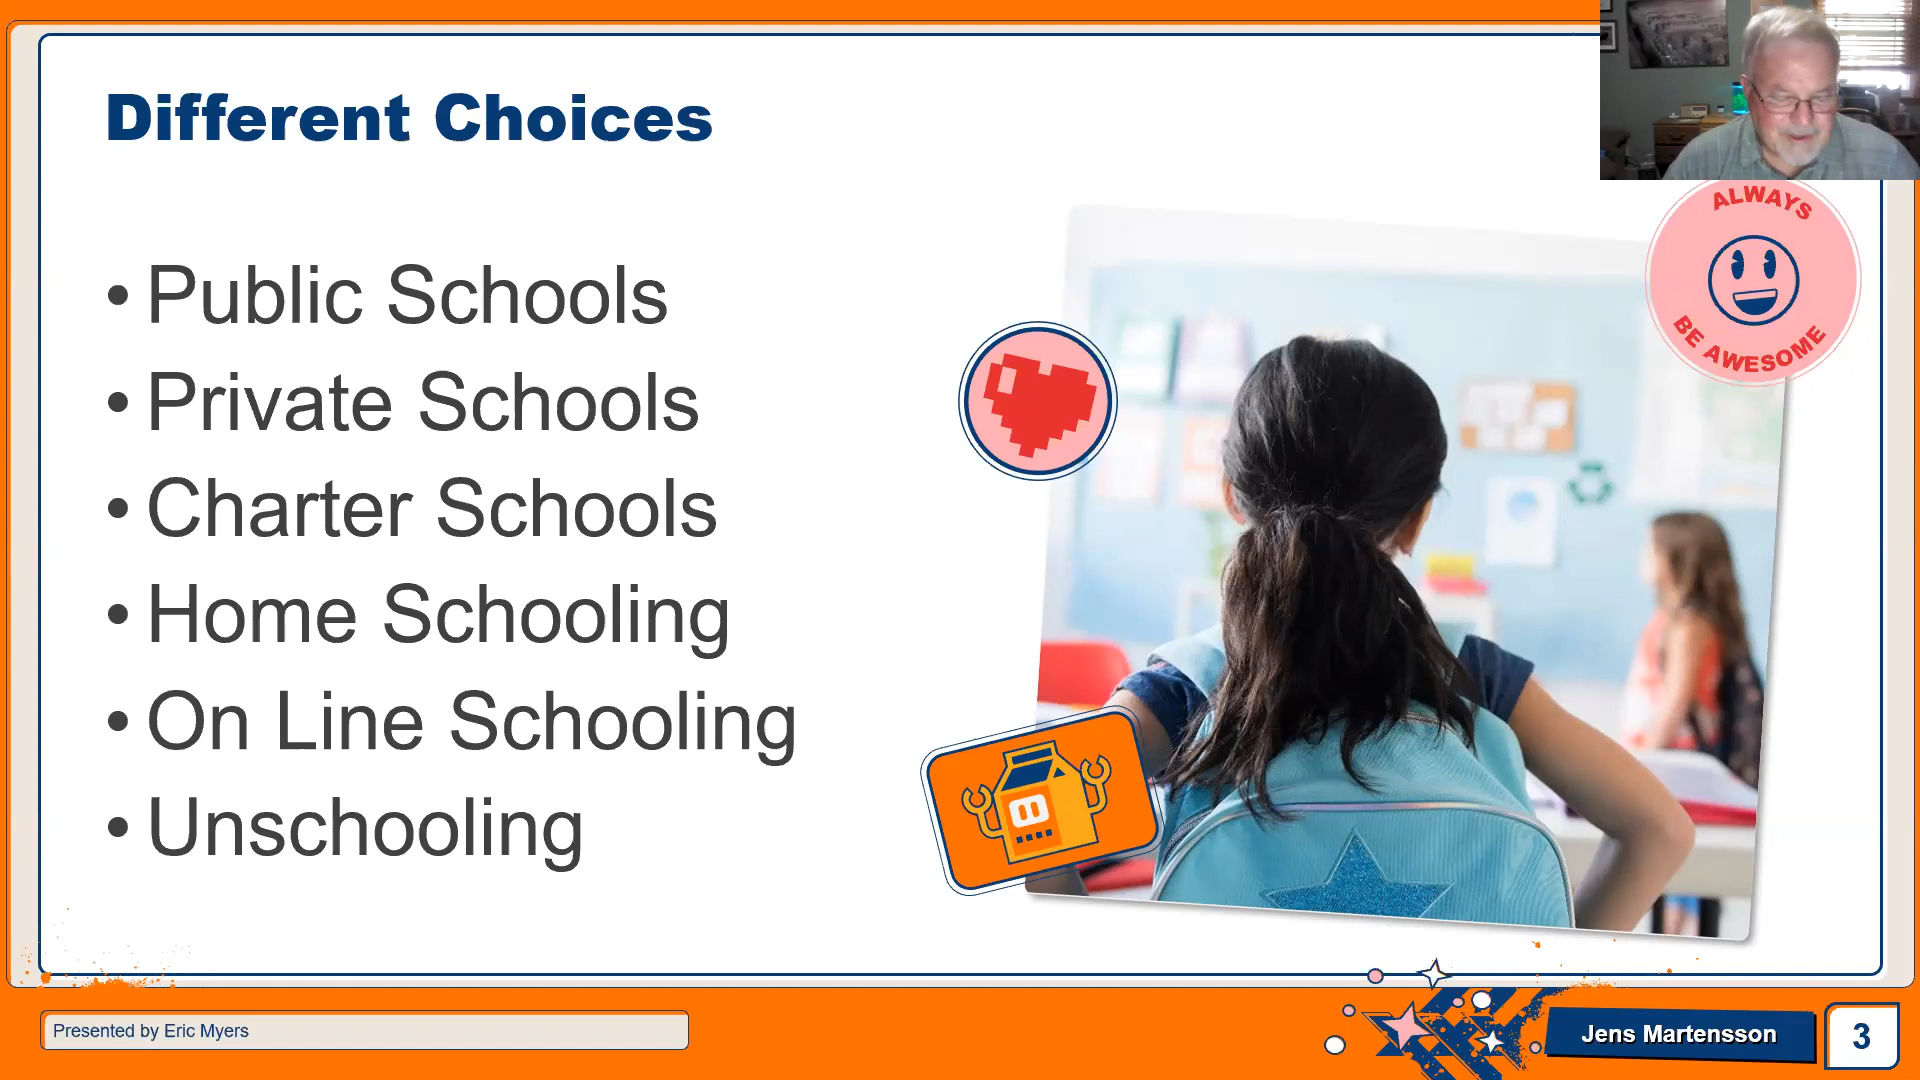 Different Choices
• Public Schools
• Private Schools
• Charter Schools
• Home Schooling
• On Line Schooling
• Unschooling
ALWAYS
BE AWESOME
Presented by Eric Myers
Jens Martensson
3